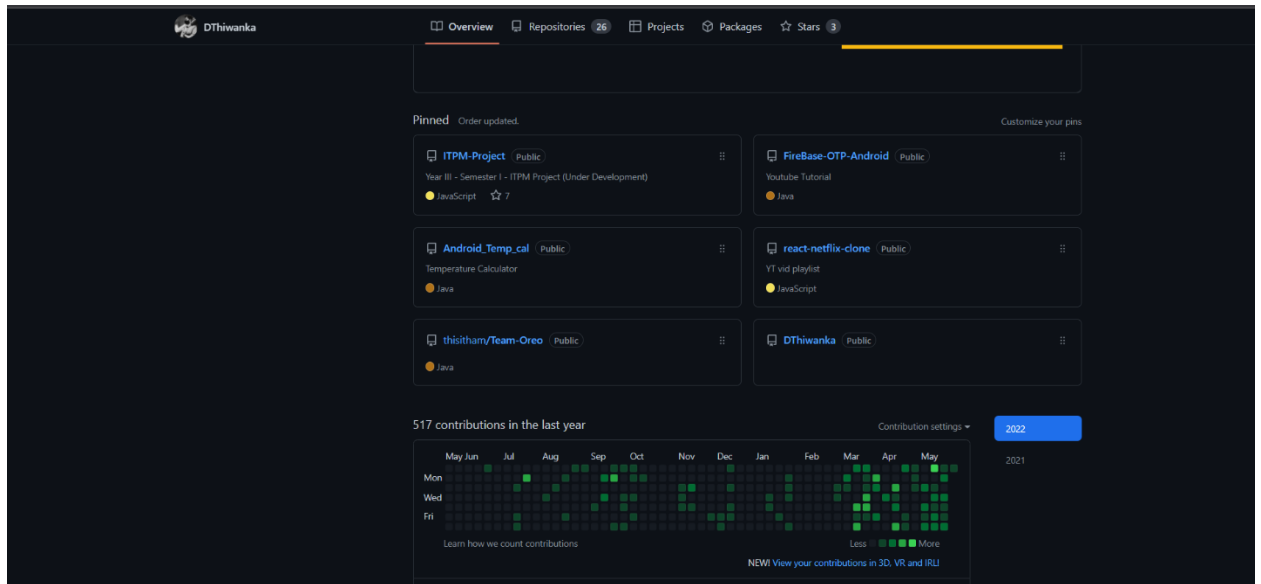 DThiwanka Overview Repositories 26 Projects Packages Stars 3
Pinned Order updated. Customize your pins
ITPM-Project Public
Year III - Semester I - ITPM Project (Under Development)
JavaScript 7
FireBase-OTP-Android Public
Youtube Tutorial
Java
Android_Temp_cal Public
Temperature Calculator
Java
react-netflix-clone Public
YT vid playlist
JavaScript
thisitham/Team-Oreo Public
Java
DThiwanka Public
517 contributions in the last year Contribution settings
2022
2021
May Jun Jul Aug Sep Oct Nov Dec Jan Feb Mar Apr May
Mon
Wed
Fri
Learn how we count contributions Less More
NEW! View your contributions in 3D, VR and IRL!